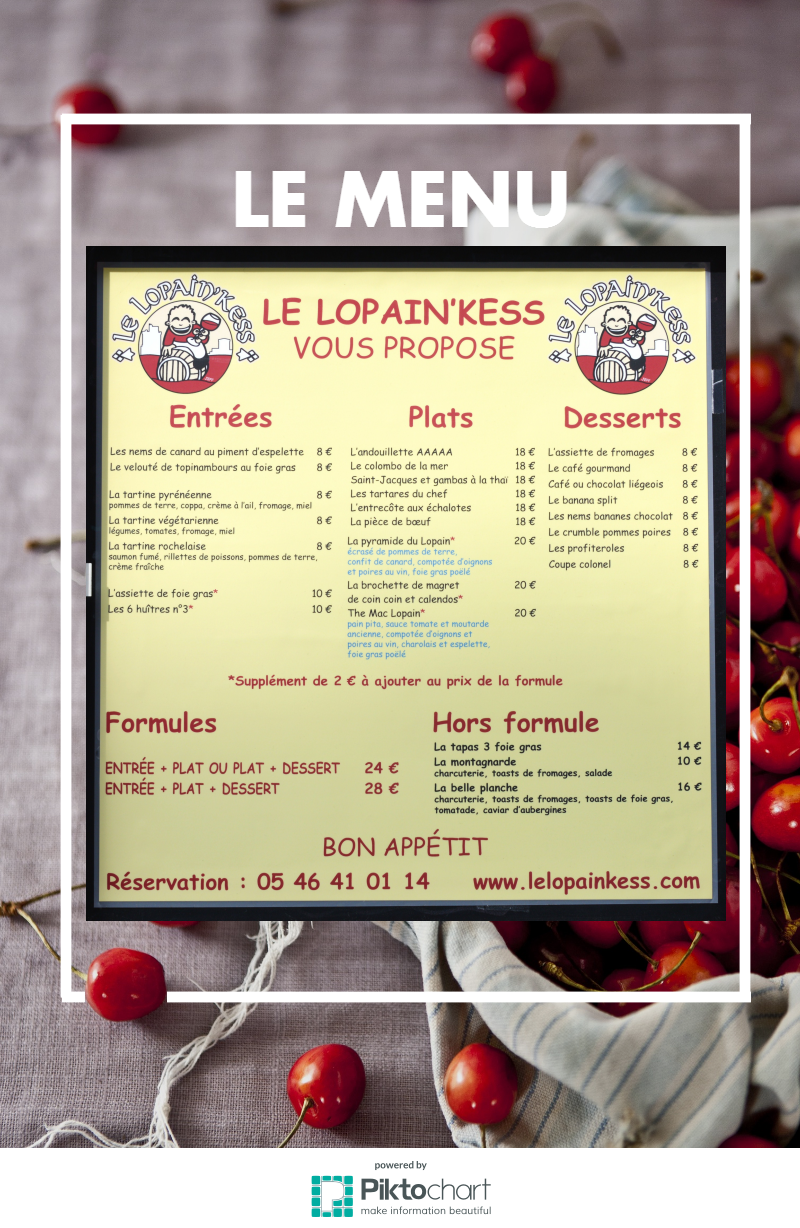 LE MENU
LE LOPAIN'KESS
LE LOPAIN'KESS
LE LOPAIN'KESS
VOUS PROPOSE
Entrées
Les nems de canard au piment d'espelette 8 €
Le velouté de topinambours au foie gras 8 €
La tartine pyrénéenne 8 €
pommes de terre, coppa, crème à l'ail, fromage, miel
La tartine végétarienne 8 €
légumes, tomates, fromage, miel
La tartine rochelaise 8 €
saumon fumé, rillettes de poissons, pommes de terre,
crème fraîche
L'assiette de foie gras* 10 €
Les 6 huîtres n°3* 10 €
Plats
L'andouillette AAAAA 18 €
Le colombo de la mer 18 €
Saint-Jacques et gambas à la thaï 18 €
Les tartares du chef 18 €
L'entrecôte aux échalotes 18 €
La pièce de bœuf 18 €
La pyramide du Lopain* 20 €
écrasé de pommes de terre,
confit de canard, compotée d'oignons
et poires au vin, foie gras poëlé
La brochette de magret 20 €
de coin coin et calendos*
The Mac Lopain* 20 €
pain pita, sauce tomate et moutarde
ancienne, compotée d'oignons et
poires au vin, charolais et espelette,
foie gras poëlé
Desserts
L'assiette de fromages 8 €
Le café gourmand 8 €
Café ou chocolat liégeois 8 €
Le banana split 8 €
Les nems bananes chocolat 8 €
Le crumble pommes poires 8 €
Les profiteroles 8 €
Coupe colonel 8 €
*Supplément de 2 € à ajouter au prix de la formule
Formules
ENTRÉE + PLAT OU PLAT + DESSERT 24 €
ENTRÉE + PLAT + DESSERT 28 €
Hors formule
La tapas 3 foie gras 14 €
La montagnarde 10 €
charcuterie, toasts de fromages, salade
La belle planche 16 €
charcuterie, toasts de fromages, toasts de foie gras,
tomatade, caviar d'aubergines
BON APPÉTIT
Réservation : 05 46 41 01 14 www.lelopainkess.com
powered by
Piktochart
make information beautiful